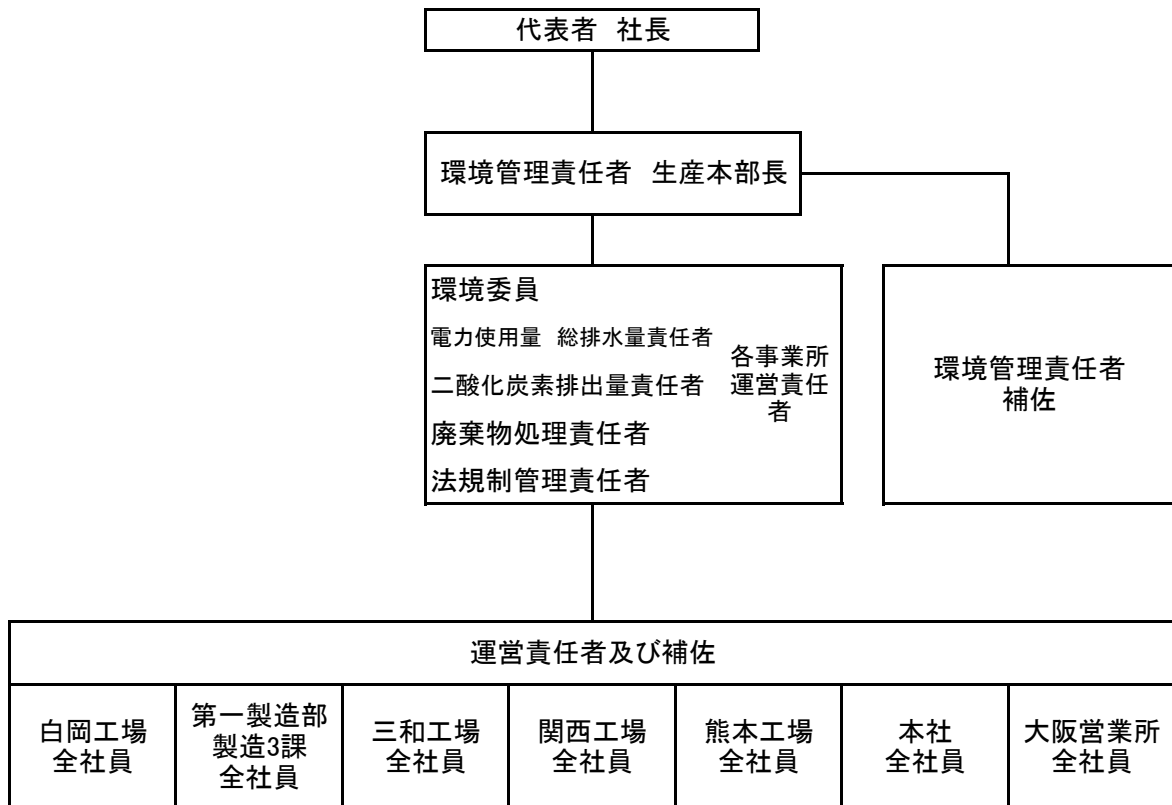 代表者 社長
環境管理責任者 生産本部長
環境委員
電力使用量 総排水量責任者
二酸化炭素排出量責任者
廃棄物処理責任者
法規制管理責任者
各事業所
運営責任
者
環境管理責任者
補佐
運営責任者及び補佐
白岡工場
全社員
第一製造部
製造3課
全社員
三和工場
全社員
関西工場
全社員
熊本工場
全社員
本社
全社員
大阪営業所
全社員